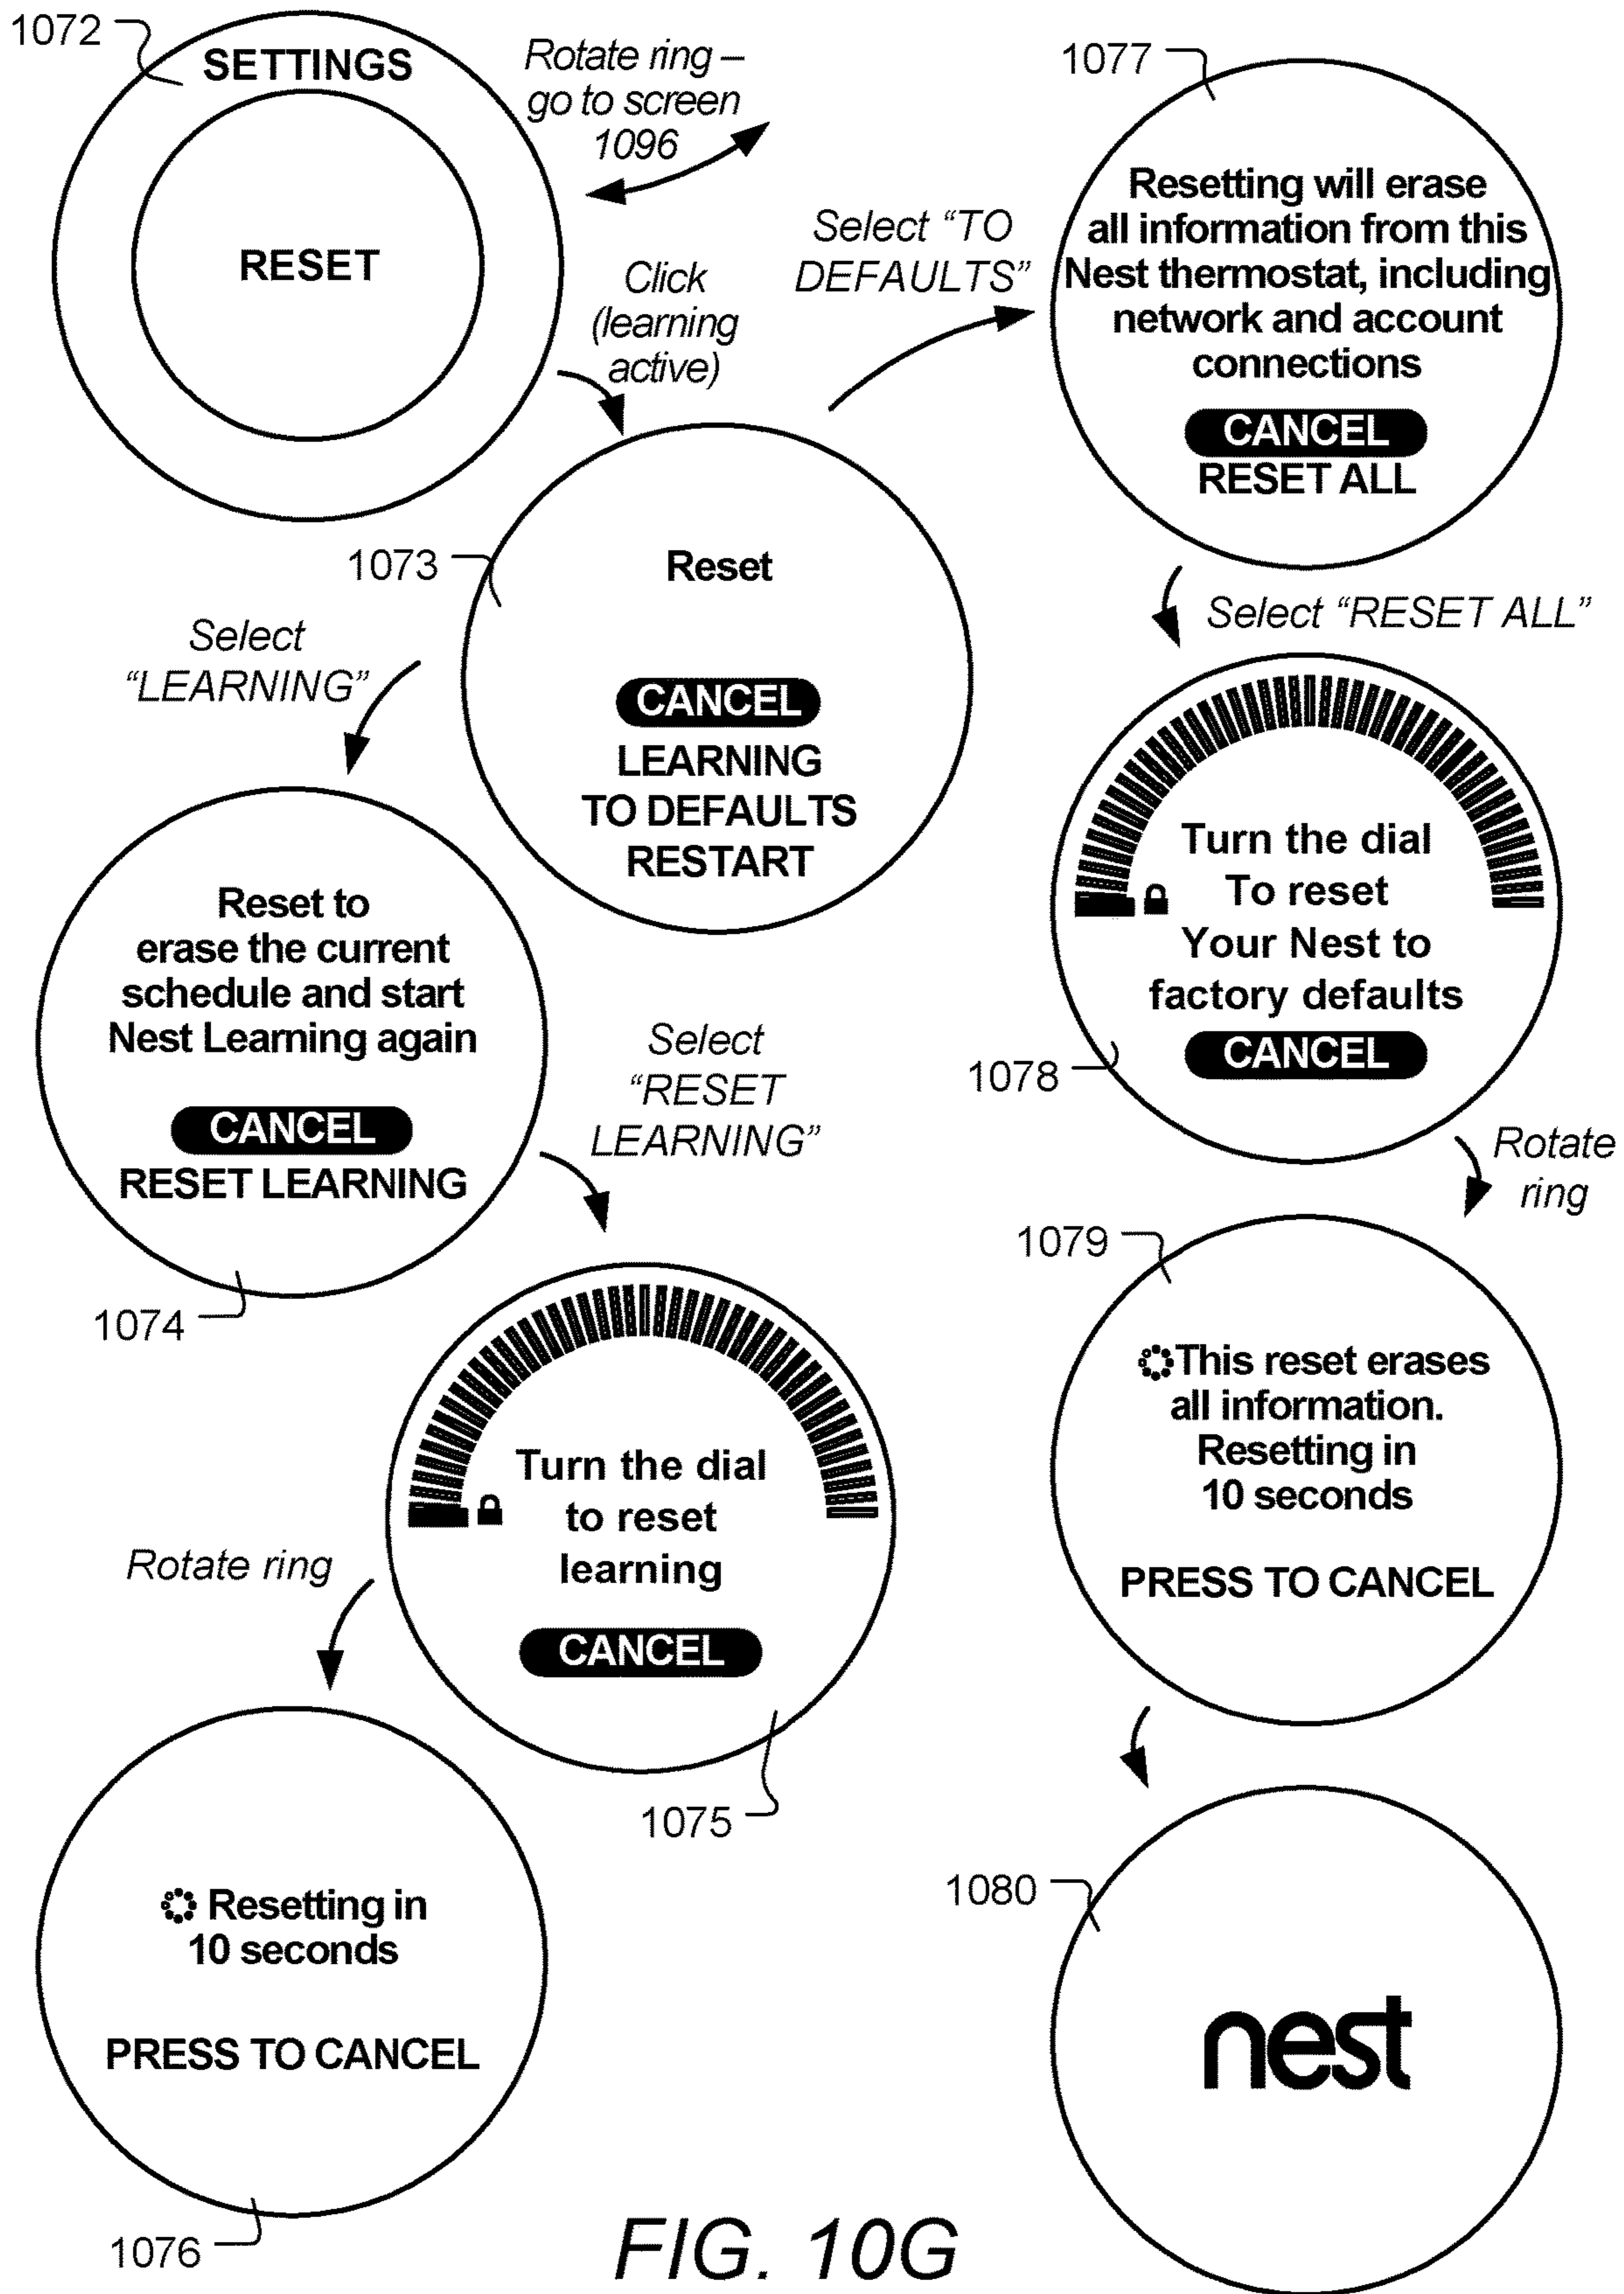 1072
SETTINGS
RESET
Rotate ring –
go to screen
1096
Click
(learning
active)
Select “TO
DEFAULTS”
1077
Resetting will erase
all information from this
Nest thermostat, including
network and account
connections
CANCEL
RESET ALL
1073
Reset
CANCEL
LEARNING
TO DEFAULTS
RESTART
Select
“LEARNING”
Select “RESET ALL”
Turn the dial
To reset
Your Nest to
factory defaults
CANCEL
1078
Reset to
erase the current
schedule and start
Nest Learning again
CANCEL
RESET LEARNING
1074
Select
“RESET
LEARNING”
Rotate
ring
1079
This reset erases
all information.
Resetting in
10 seconds
PRESS TO CANCEL
Turn the dial
to reset
learning
CANCEL
1075
Rotate ring
Resetting in
10 seconds
PRESS TO CANCEL
1076
1080
nest
FIG. 10G